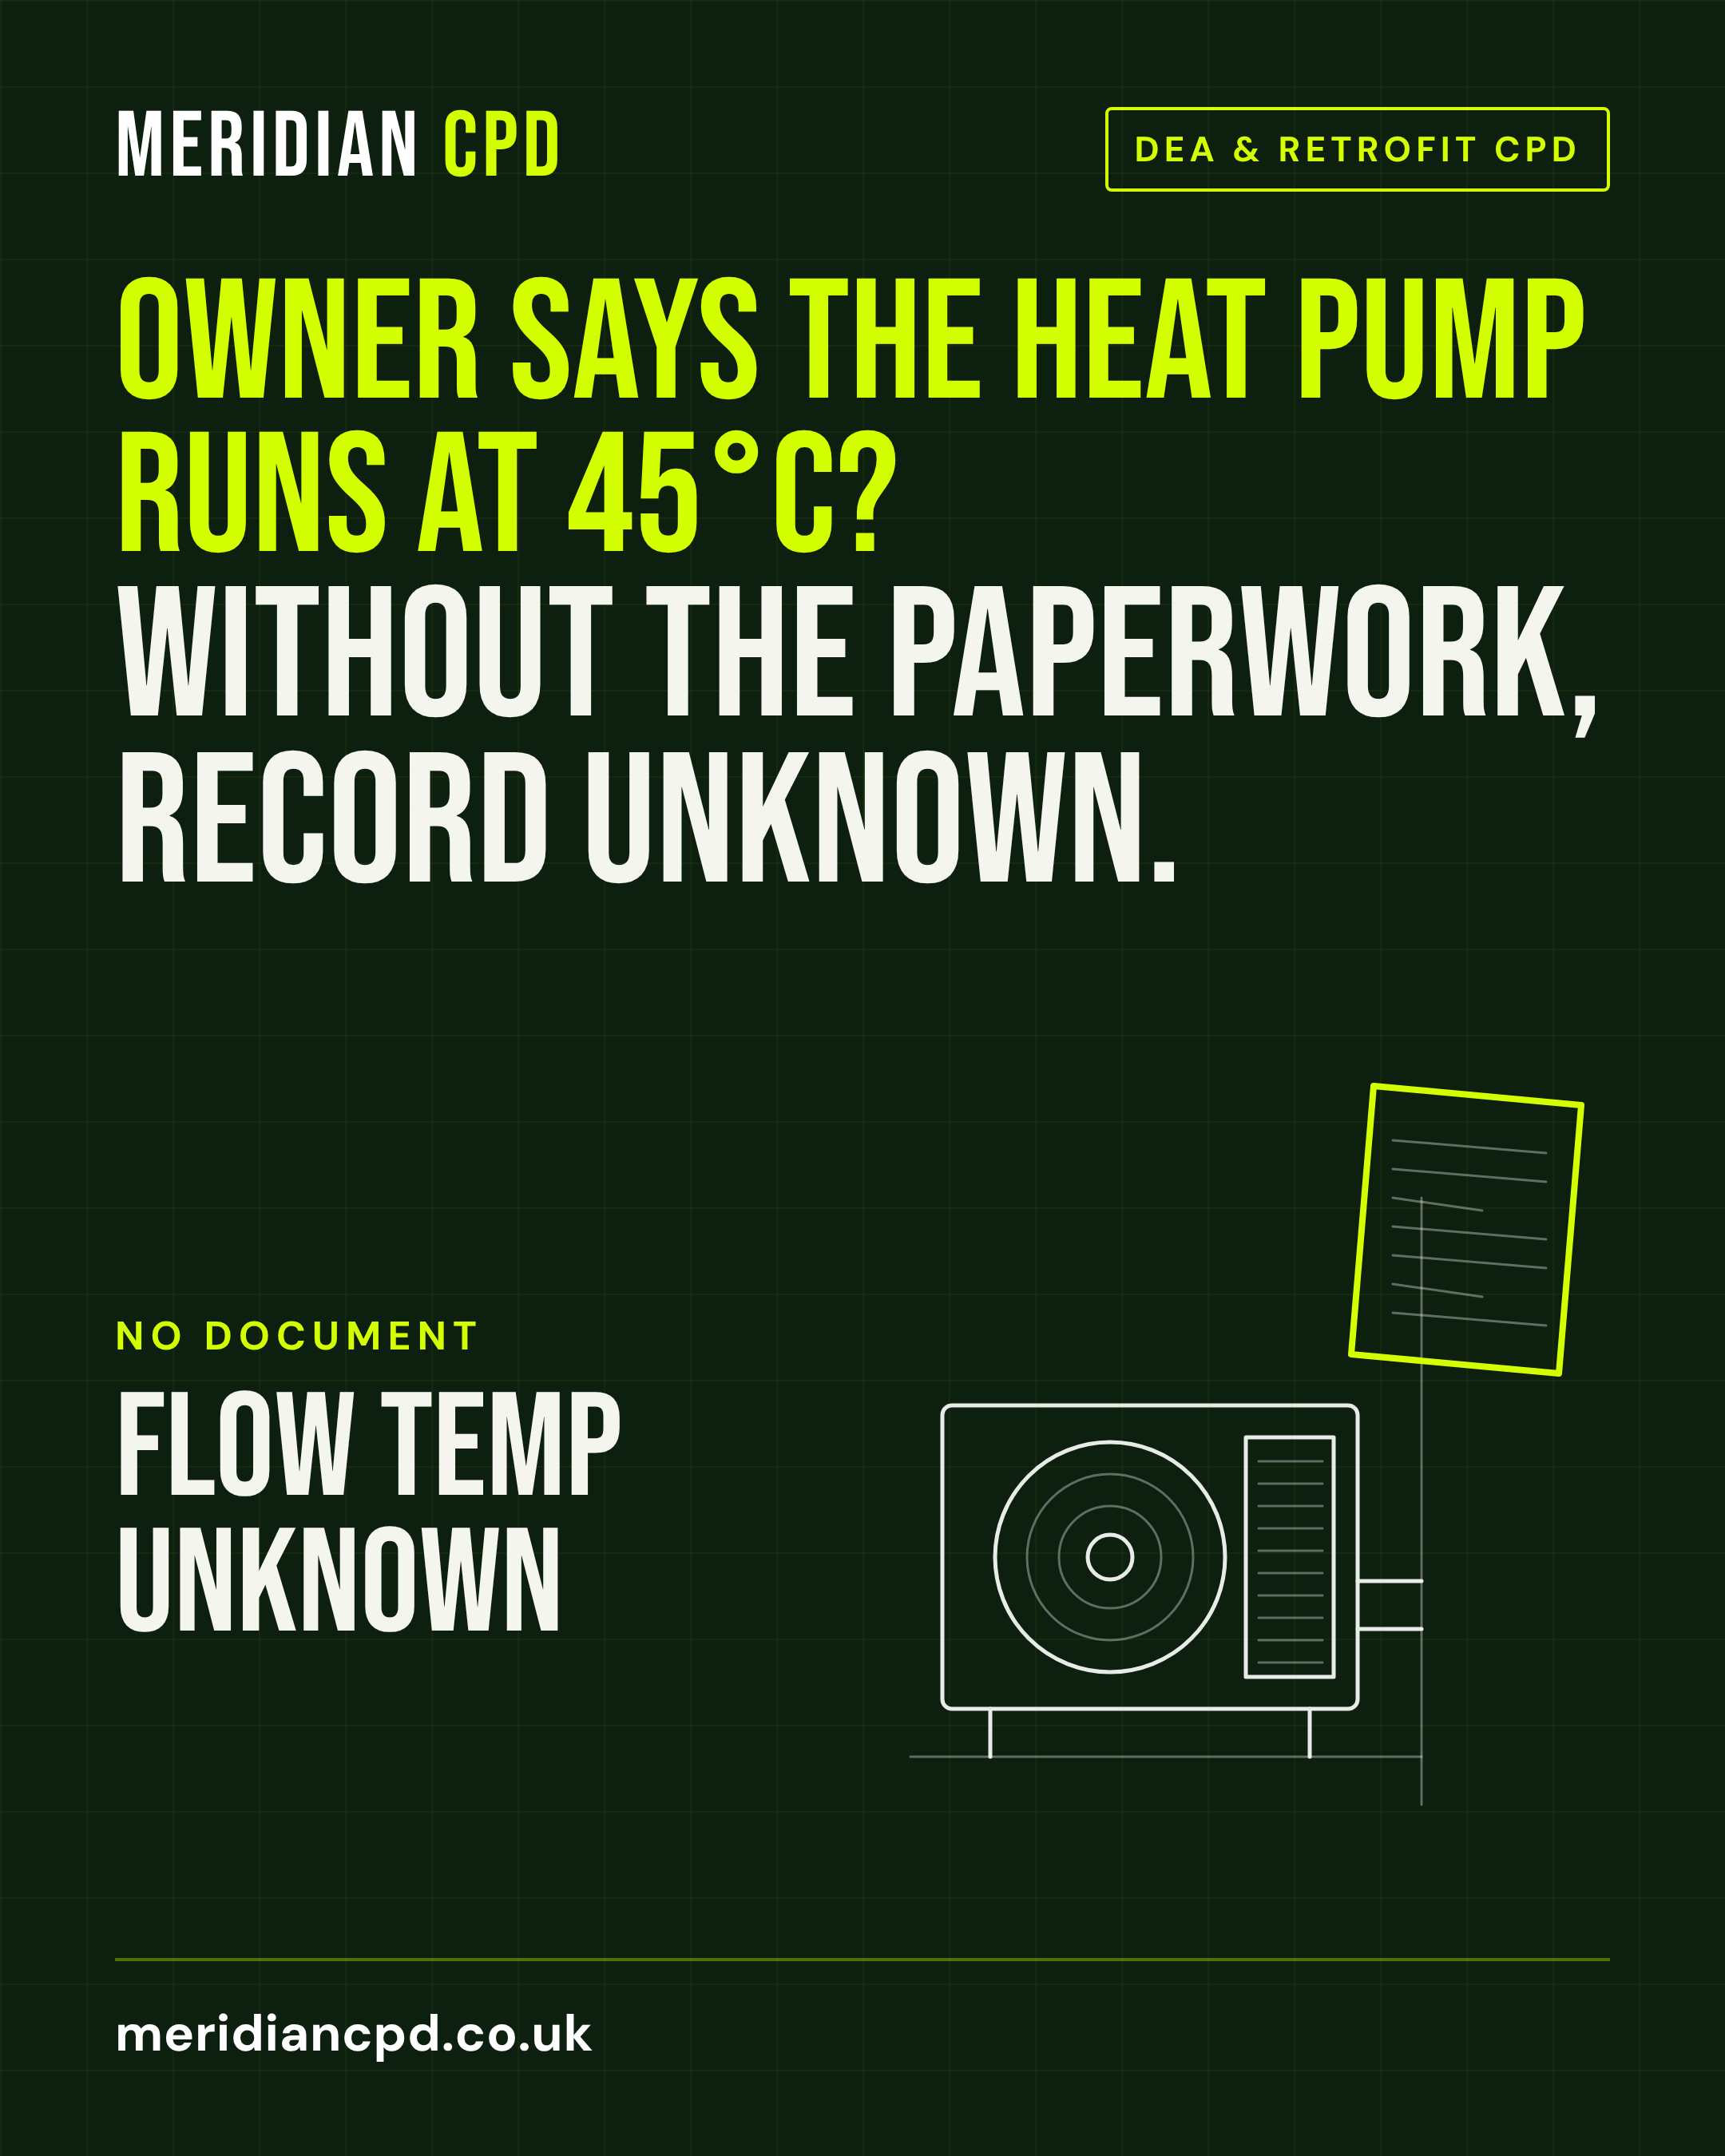 MERIDIAN CPD
DEA & RETROFIT CPD
OWNER SAYS THE HEAT PUMP
RUNS AT 45°C?
WITHOUT THE PAPERWORK,
RECORD UNKNOWN.
NO DOCUMENT
FLOW TEMP
UNKNOWN
meridiancpd.co.uk